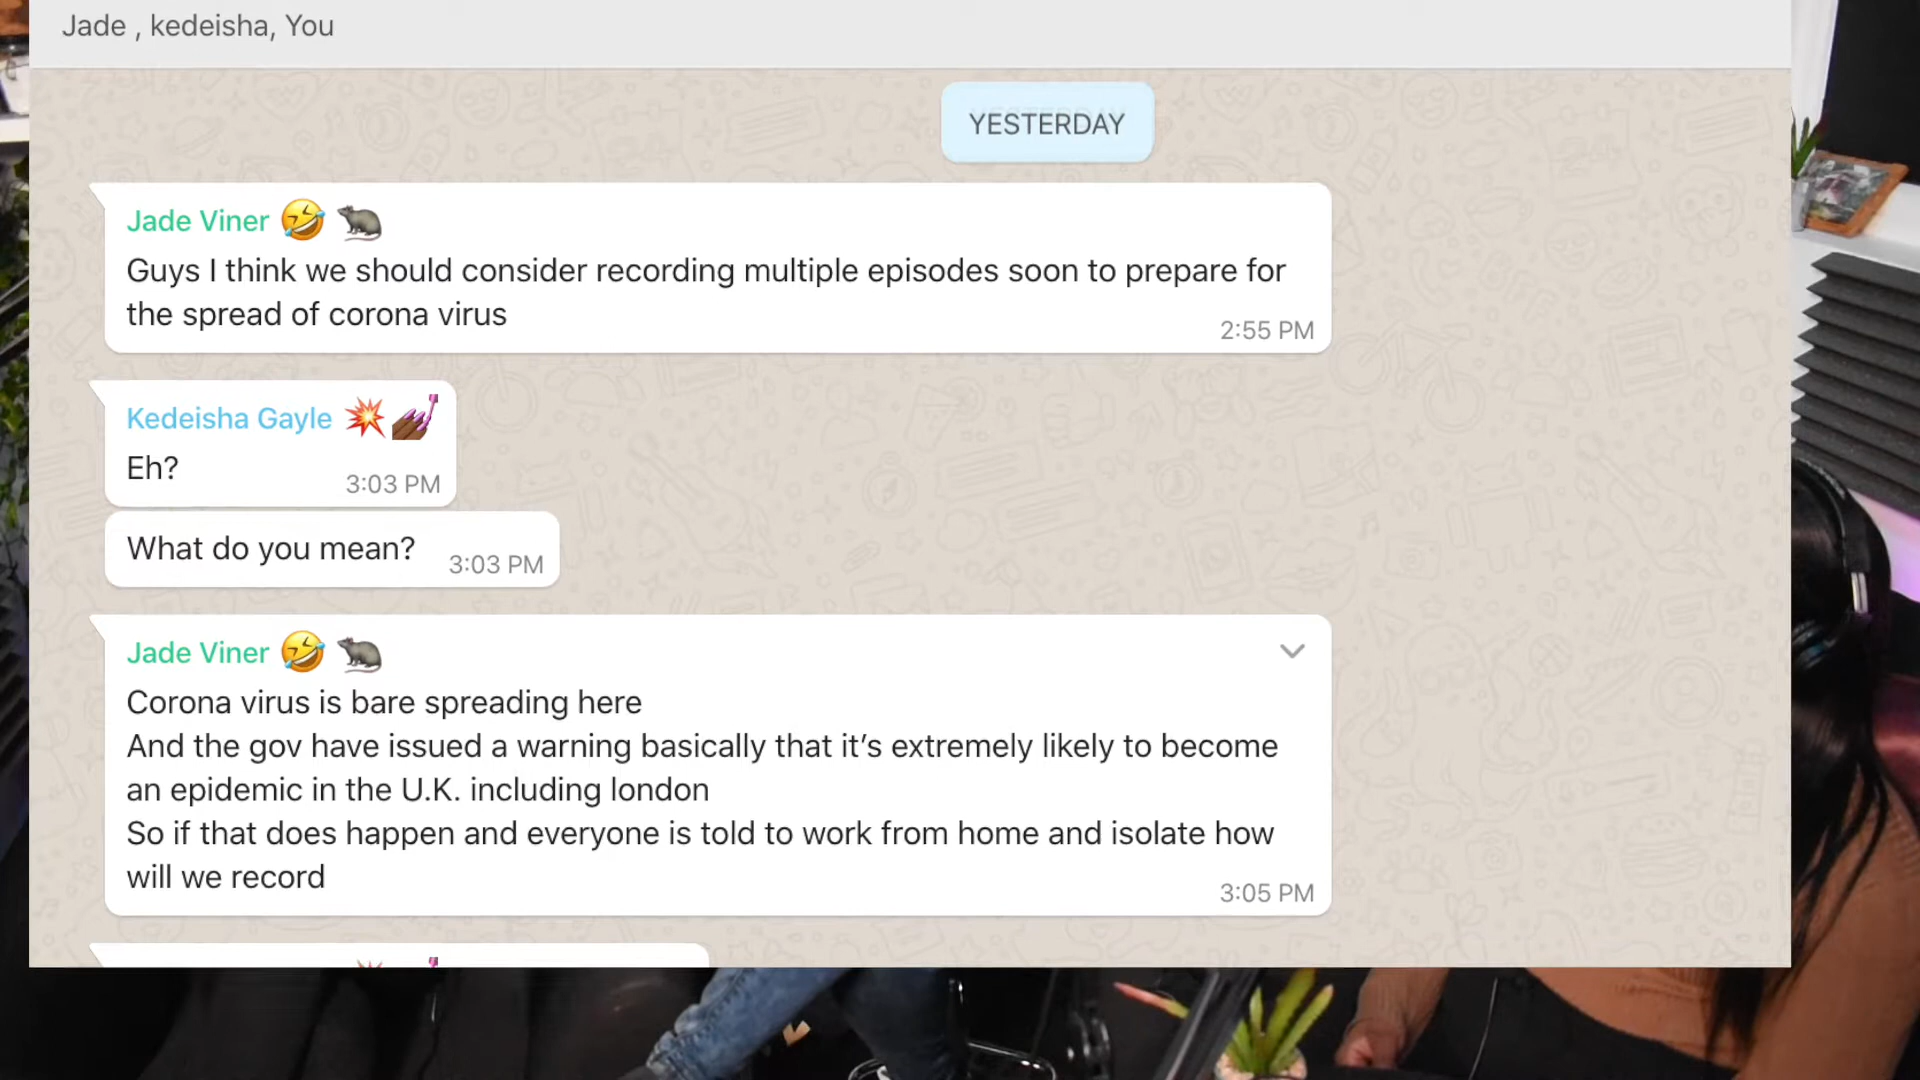 Jade , kedeisha, You
YESTERDAY
Jade Viner 🤣 🐀
Guys I think we should consider recording multiple episodes soon to prepare for
the spread of corona virus
2:55 PM
Kedeisha Gayle 💥💅🏾
Eh?
3:03 PM
What do you mean?
3:03 PM
Jade Viner 🤣 🐀
Corona virus is bare spreading here
And the gov have issued a warning basically that it’s extremely likely to become
an epidemic in the U.K. including london
So if that does happen and everyone is told to work from home and isolate how
will we record
3:05 PM